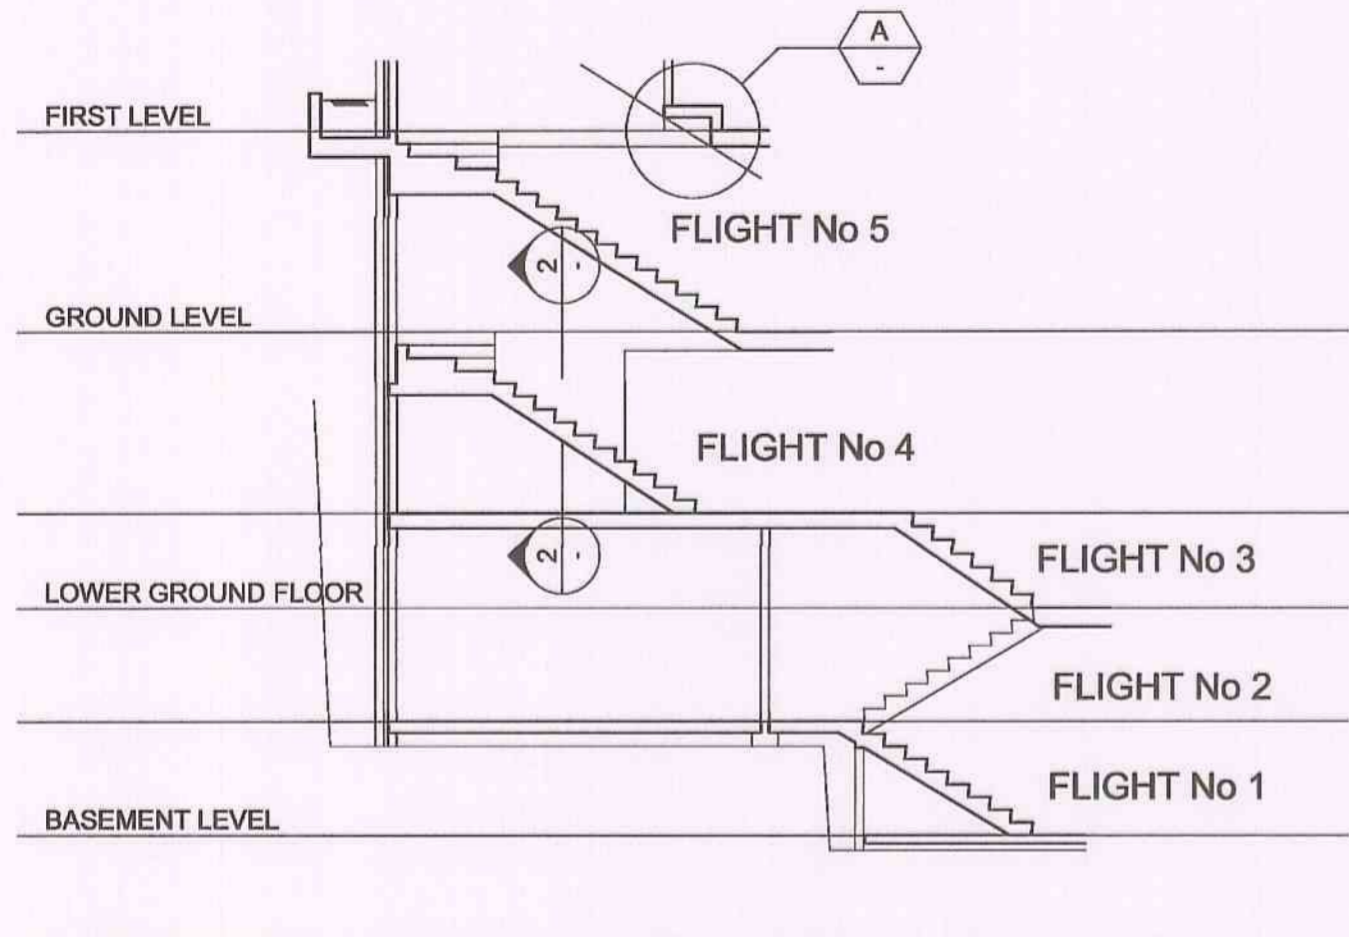 A
-
FIRST LEVEL
FLIGHT No 5
2 -
GROUND LEVEL
FLIGHT No 4
2 -
FLIGHT No 3
LOWER GROUND FLOOR
FLIGHT No 2
FLIGHT No 1
BASEMENT LEVEL